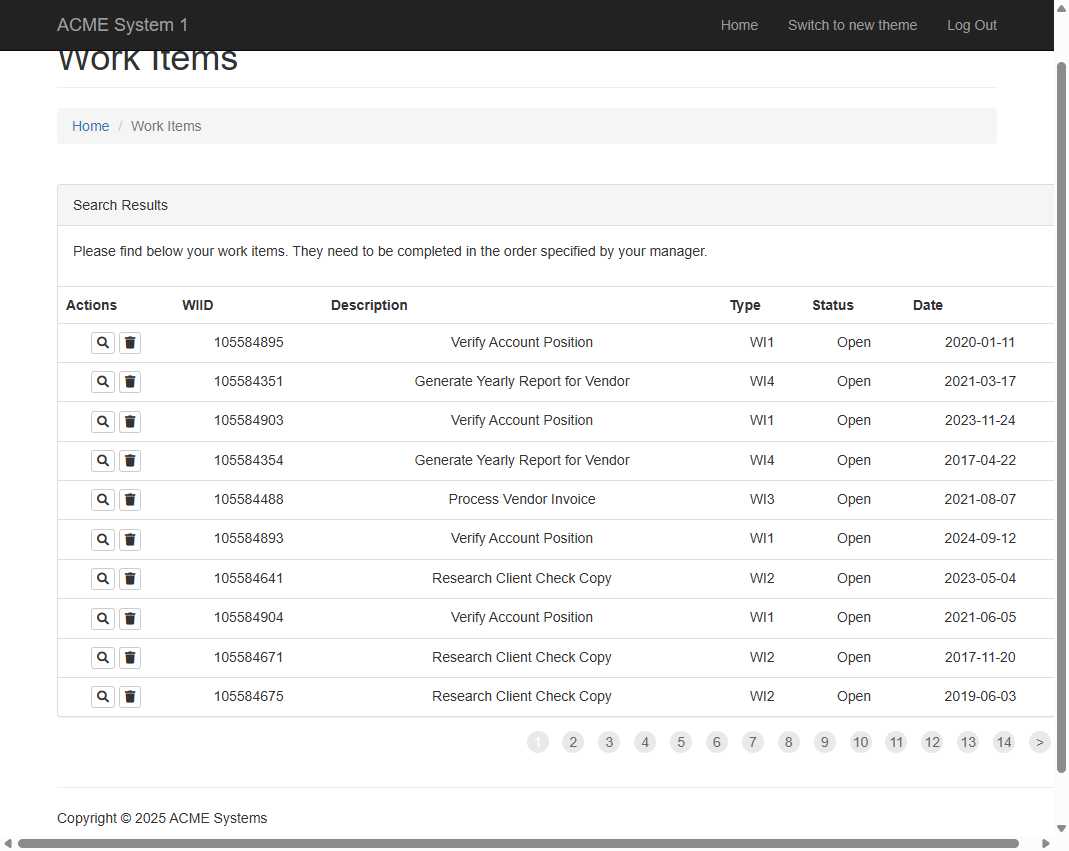 ACME System 1 Home Switch to new theme Log Out
Work Items
Home / Work Items
Search Results
Please find below your work items. They need to be completed in the order specified by your manager.
Actions WIID Description Type Status Date
105584895 Verify Account Position WI1 Open 2020-01-11
105584351 Generate Yearly Report for Vendor WI4 Open 2021-03-17
105584903 Verify Account Position WI1 Open 2023-11-24
105584354 Generate Yearly Report for Vendor WI4 Open 2017-04-22
105584488 Process Vendor Invoice WI3 Open 2021-08-07
105584893 Verify Account Position WI1 Open 2024-09-12
105584641 Research Client Check Copy WI2 Open 2023-05-04
105584904 Verify Account Position WI1 Open 2021-06-05
105584671 Research Client Check Copy WI2 Open 2017-11-20
105584675 Research Client Check Copy WI2 Open 2019-06-03
1 2 3 4 5 6 7 8 9 10 11 12 13 14 >
Copyright © 2025 ACME Systems